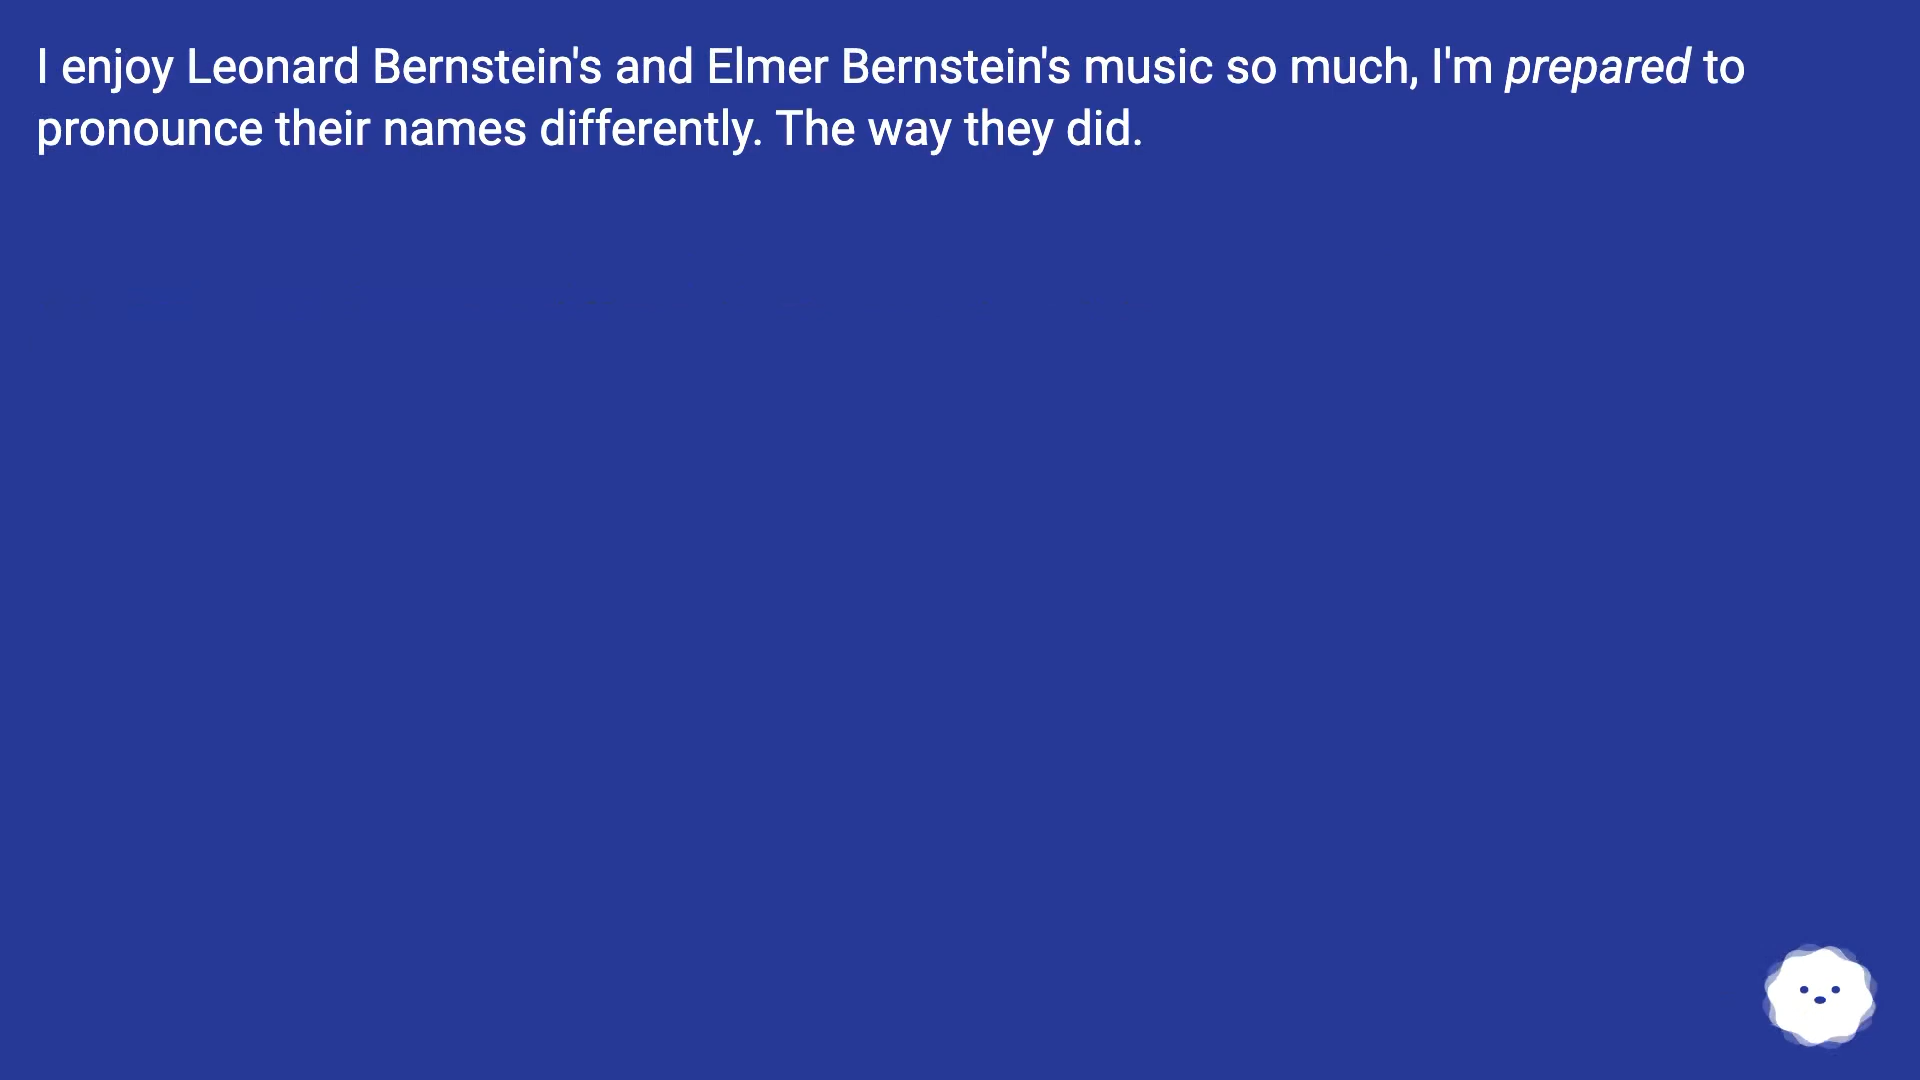 I enjoy Leonard Bernstein's and Elmer Bernstein's music so much, I'm prepared to
pronounce their names differently. The way they did.